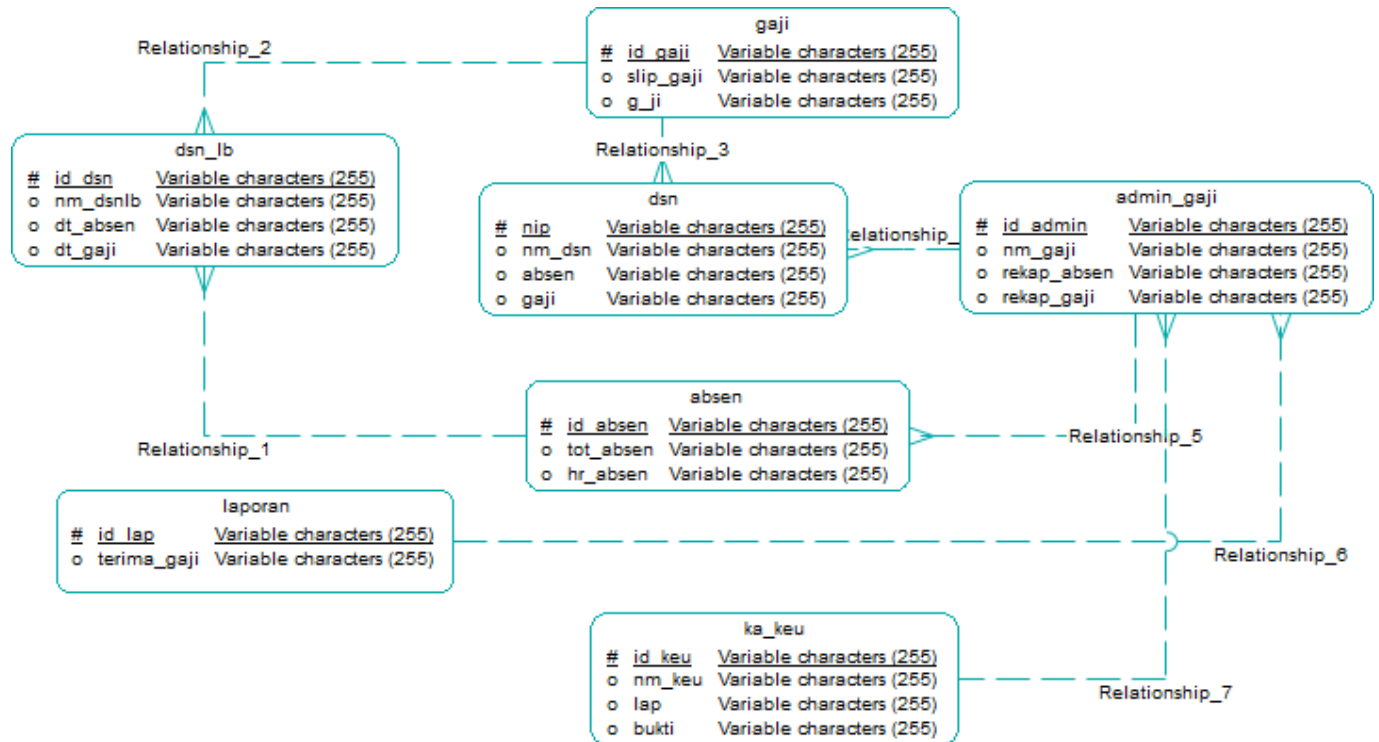 gaji
# id_gaji Variable characters (255)
o slip_gaji Variable characters (255)
o g_ji Variable characters (255)
Relationship_2
Relationship_3
dsn_lb
# id_dsn Variable characters (255)
o nm_dsnlb Variable characters (255)
o dt_absen Variable characters (255)
o dt_gaji Variable characters (255)
dsn
# nip Variable characters (255)
o nm_dsn Variable characters (255)
o absen Variable characters (255)
o gaji Variable characters (255)
elationship_
admin_gaji
# id_admin Variable characters (255)
o nm_gaji Variable characters (255)
o rekap_absen Variable characters (255)
o rekap_gaji Variable characters (255)
absen
# id_absen Variable characters (255)
o tot_absen Variable characters (255)
o hr_absen Variable characters (255)
Relationship_1
Relationship_5
laporan
# id_lap Variable characters (255)
o terima_gaji Variable characters (255)
Relationship_6
ka_keu
# id_keu Variable characters (255)
o nm_keu Variable characters (255)
o lap Variable characters (255)
o bukti Variable characters (255)
Relationship_7